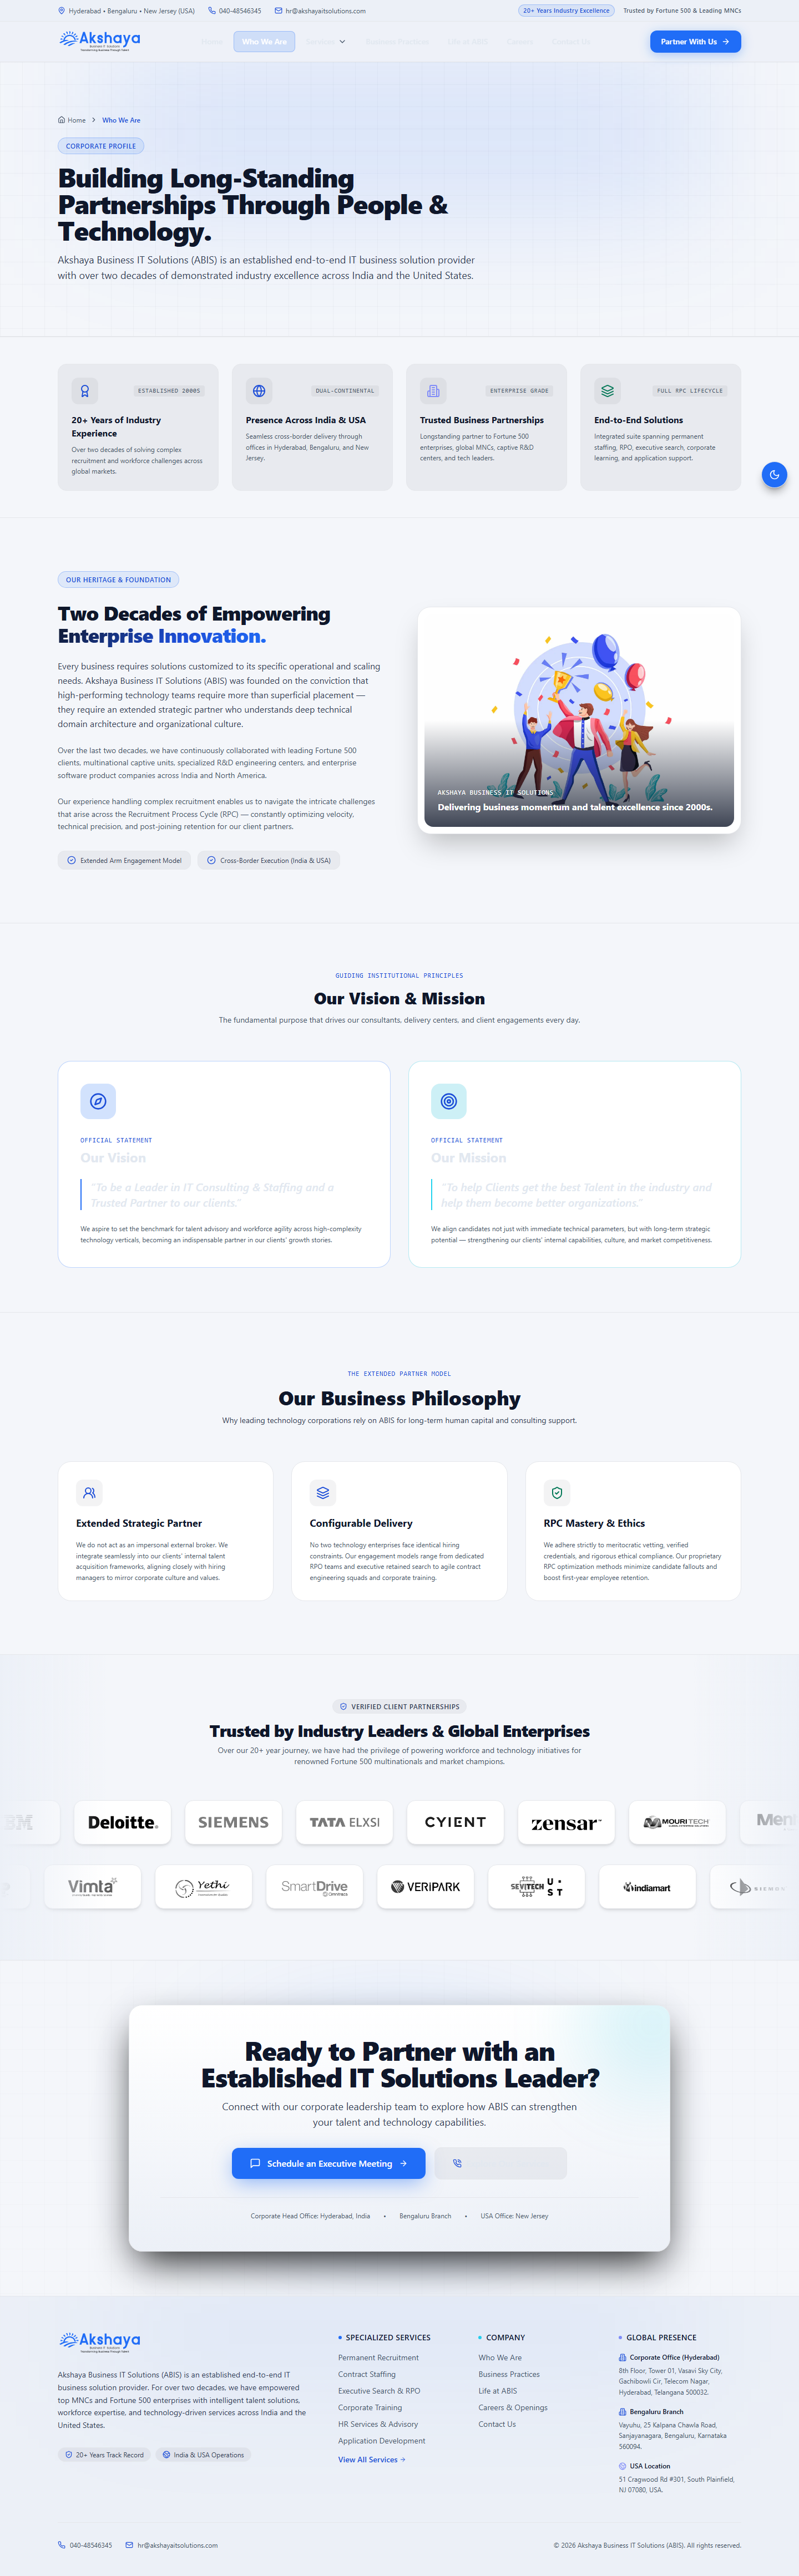 Hyderabad • Bengaluru • New Jersey (USA)
040-48546345
hr@akshayaitsolutions.com
20+ Years Industry Excellence
Trusted by Fortune 500 & Leading MNCs
Akshaya
Business IT Solutions
Transforming Business Through Talent
Home
Who We Are
Services
Business Practices
Life at ABIS
Careers
Contact Us
Partner With Us
Home
Who We Are
CORPORATE PROFILE
Building Long-Standing
Partnerships Through People &
Technology.
Akshaya Business IT Solutions (ABIS) is an established end-to-end IT business solution provider
with over two decades of demonstrated industry excellence across India and the United States.
ESTABLISHED 2000S
20+ Years of Industry
Experience
Over two decades of solving complex
recruitment and workforce challenges across
global markets.
DUAL-CONTINENTAL
Presence Across India & USA
Seamless cross-border delivery through
offices in Hyderabad, Bengaluru, and New
Jersey.
ENTERPRISE GRADE
Trusted Business Partnerships
Longstanding partner to Fortune 500
enterprises, global MNCs, captive R&D
centers, and tech leaders.
FULL RPC LIFECYCLE
End-to-End Solutions
Integrated suite spanning permanent
staffing, RPO, executive search, corporate
learning, and application support.
OUR HERITAGE & FOUNDATION
Two Decades of Empowering
Enterprise Innovation.
Every business requires solutions customized to its specific operational and scaling
needs. Akshaya Business IT Solutions (ABIS) was founded on the conviction that
high-performing technology teams require more than superficial placement —
they require an extended strategic partner who understands deep technical
domain architecture and organizational culture.
Over the last two decades, we have continuously collaborated with leading Fortune 500
clients, multinational captive units, specialized R&D engineering centers, and enterprise
software product companies across India and North America.
Our experience handling complex recruitment enables us to navigate the intricate challenges
that arise across the Recruitment Process Cycle (RPC) — constantly optimizing velocity,
technical precision, and post-joining retention for our client partners.
Extended Arm Engagement Model
Cross-Border Execution (India & USA)
AKSHAYA BUSINESS IT SOLUTIONS
Delivering business momentum and talent excellence since 2000s.
GUIDING INSTITUTIONAL PRINCIPLES
Our Vision & Mission
The fundamental purpose that drives our consultants, delivery centers, and client engagements every day.
OFFICIAL STATEMENT
Our Vision
"To be a Leader in IT Consulting & Staffing and a
Trusted Partner to our clients."
We aspire to set the benchmark for talent advisory and workforce agility across high-complexity
technology verticals, becoming an indispensable partner in our clients' growth stories.
OFFICIAL STATEMENT
Our Mission
"To help Clients get the best Talent in the industry and
help them become better organizations."
We align candidates not just with immediate technical parameters, but with long-term strategic
potential — strengthening our clients' internal capabilities, culture, and market competitiveness.
THE EXTENDED PARTNER MODEL
Our Business Philosophy
Why leading technology corporations rely on ABIS for long-term human capital and consulting support.
Extended Strategic Partner
We do not act as an impersonal external broker. We
integrate seamlessly into our clients' internal talent
acquisition frameworks, aligning closely with hiring
managers to mirror corporate culture and values.
Configurable Delivery
No two technology enterprises face identical hiring
constraints. Our engagement models range from dedicated
RPO teams and executive retained search to agile contract
engineering squads and corporate training.
RPC Mastery & Ethics
We adhere strictly to meritocratic vetting, verified
credentials, and rigorous ethical compliance. Our proprietary
RPC optimization methods minimize candidate fallouts and
boost first-year employee retention.
VERIFIED CLIENT PARTNERSHIPS
Trusted by Industry Leaders & Global Enterprises
Over our 20+ year journey, we have had the privilege of powering workforce and technology initiatives for
renowned Fortune 500 multinationals and market champions.
Deloitte.
SIEMENS
TATA ELXSI
CYIENT
zensar
MOURI TECH
Vimta
Yethi
SmartDrive
VERIPARK
SEVITECH
U·ST
indiamart
Ready to Partner with an
Established IT Solutions Leader?
Connect with our corporate leadership team to explore how ABIS can strengthen
your talent and technology capabilities.
Schedule an Executive Meeting
Corporate Head Office: Hyderabad, India • Bengaluru Branch • USA Office: New Jersey
Akshaya
Business IT Solutions
Transforming Business Through Talent
Akshaya Business IT Solutions (ABIS) is an established end-to-end IT
business solution provider. For over two decades, we have empowered
top MNCs and Fortune 500 enterprises with intelligent talent solutions,
workforce expertise, and technology-driven services across India and the
United States.
20+ Years Track Record
India & USA Operations
SPECIALIZED SERVICES
Permanent Recruitment
Contract Staffing
Executive Search & RPO
Corporate Training
HR Services & Advisory
Application Development
View All Services
COMPANY
Who We Are
Business Practices
Life at ABIS
Careers & Openings
Contact Us
GLOBAL PRESENCE
Corporate Office (Hyderabad)
8th Floor, Tower 01, Vasavi Sky City,
Gachibowli Cir, Telecom Nagar,
Hyderabad, Telangana 500032.
Bengaluru Branch
Vayuhu, 25 Kalpana Chawla Road,
Sanjayanagara, Bengaluru, Karnataka
560094.
USA Location
51 Cragwood Rd #301, South Plainfield,
NJ 07080, USA.
040-48546345
hr@akshayaitsolutions.com
© 2026 Akshaya Business IT Solutions (ABIS). All rights reserved.